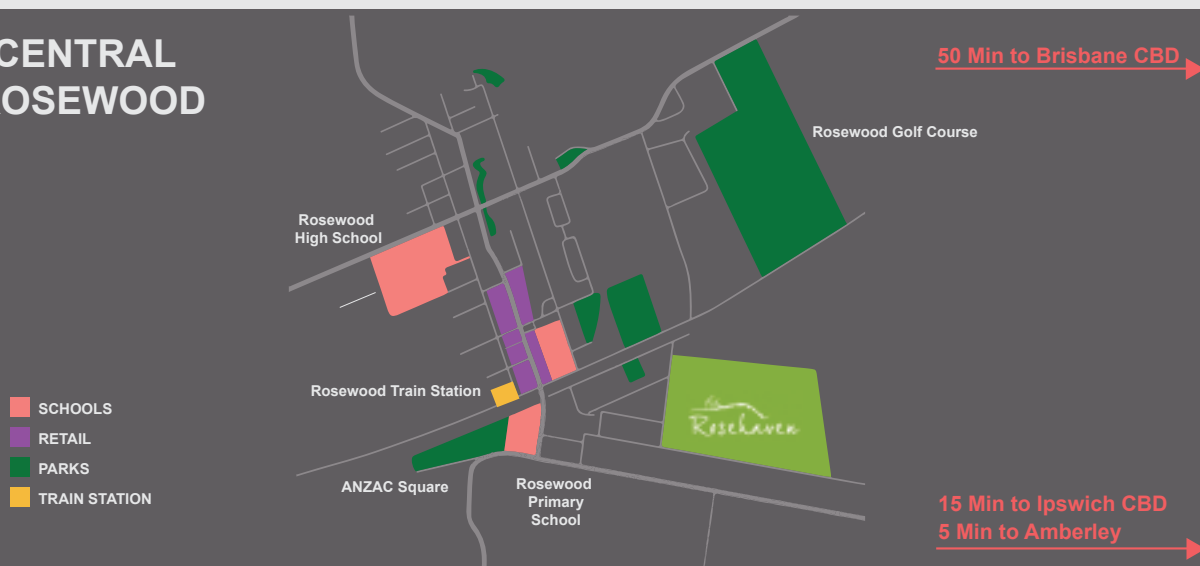 CENTRAL
OSEWOOD
50 Min to Brisbane CBD
Rosewood Golf Course
Rosewood
High School
Rosewood Train Station
SCHOOLS
RETAIL
PARKS
TRAIN STATION
Rosehaven
ANZAC Square
Rosewood
Primary
School
15 Min to Ipswich CBD
5 Min to Amberley